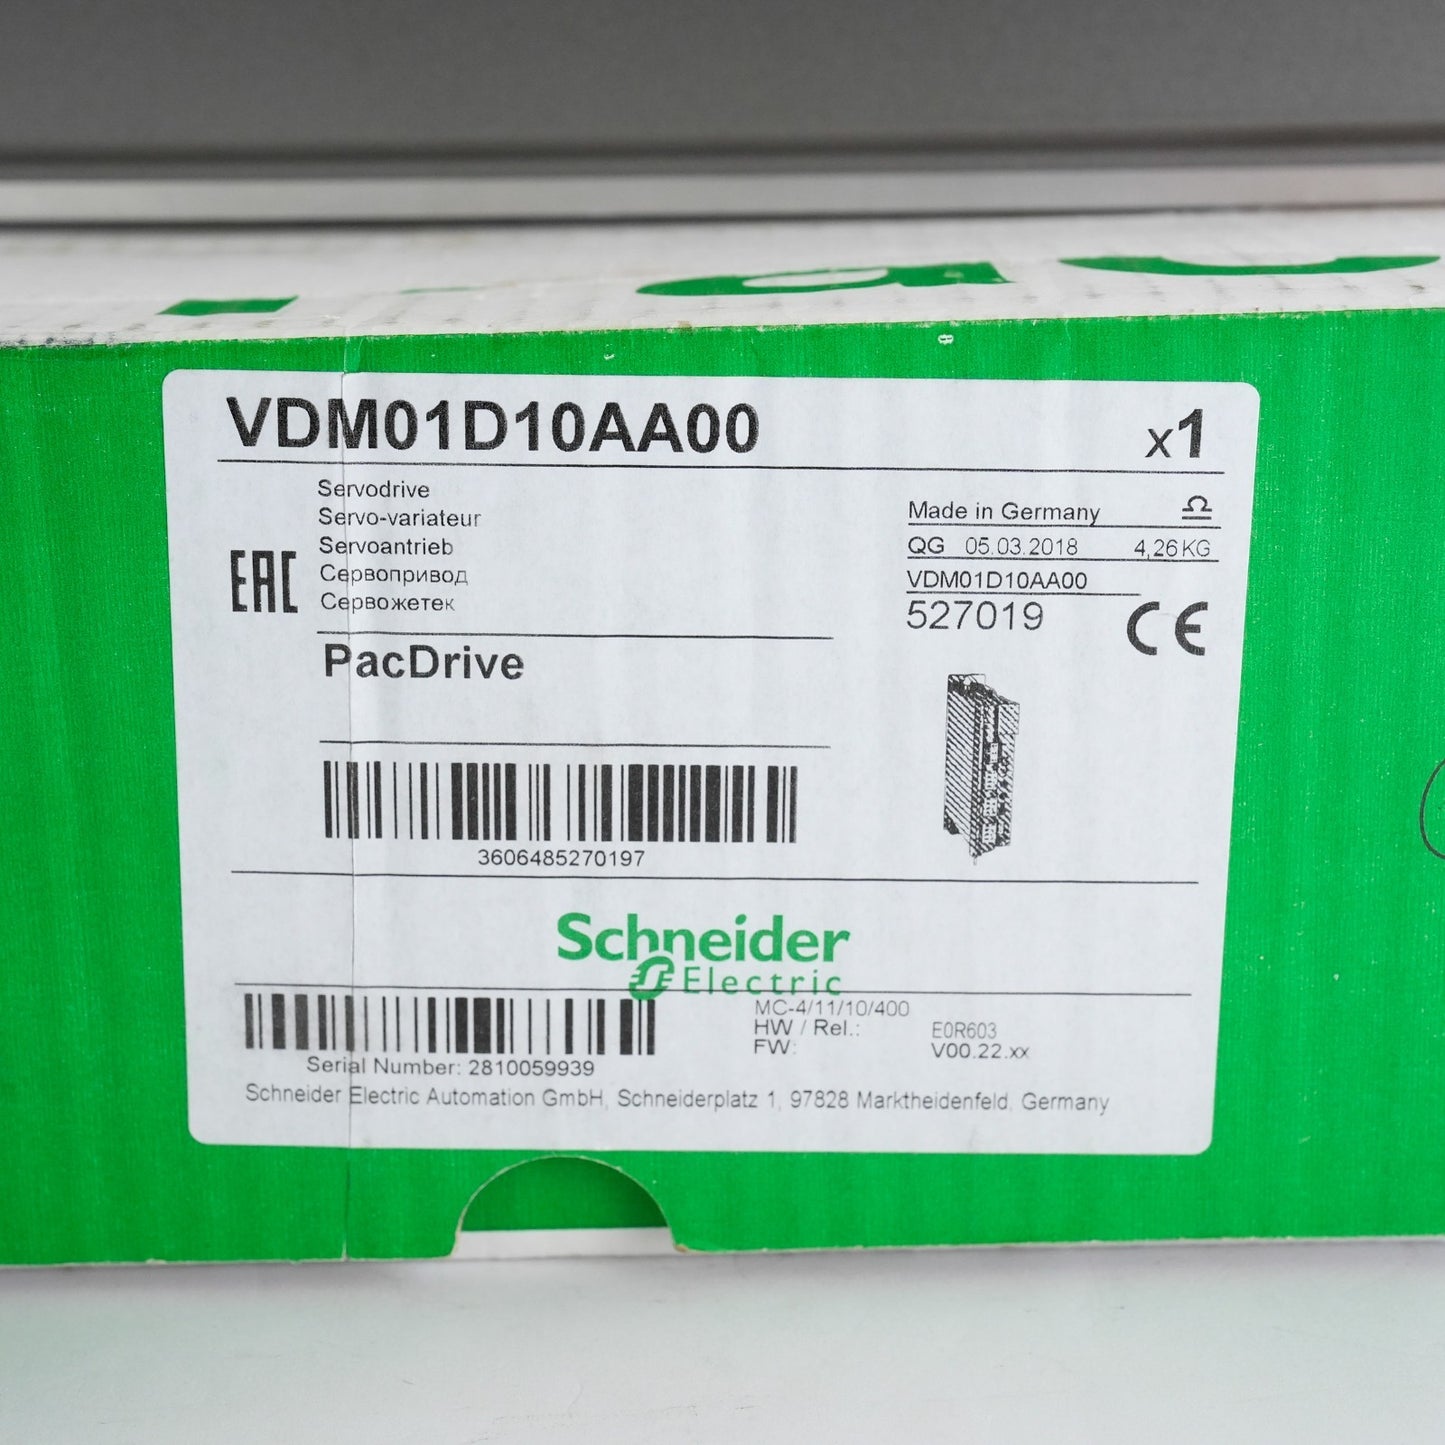 VDM01D10AA00
x1
Servodrive
Servo-variateur
Servoantrieb
Сервопривод
Сервожетек
EAC
PacDrive
3606485270197
Made in Germany
QG 05.03.2018 4,26KG
VDM01D10AA00
527019
CE
Schneider
Electric
MC-4/11/10/400
HW / Rel.: E0R603
FW: V00.22.xx
Serial Number: 2810059939
Schneider Electric Automation GmbH, Schneiderplatz 1, 97828 Marktheidenfeld, Germany